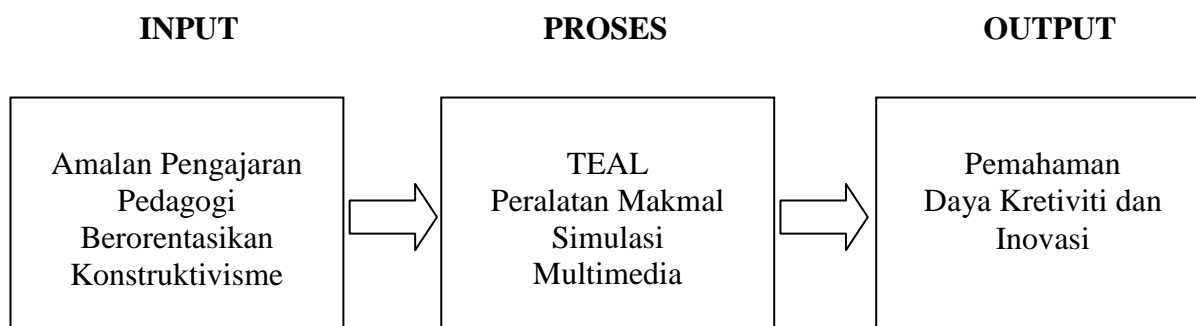 INPUT
PROSES
OUTPUT
Amalan Pengajaran
Pedagogi
Berorentasikan
Konstruktivisme
TEAL
Peralatan Makmal
Simulasi
Multimedia
Pemahaman
Daya Kretiviti dan
Inovasi